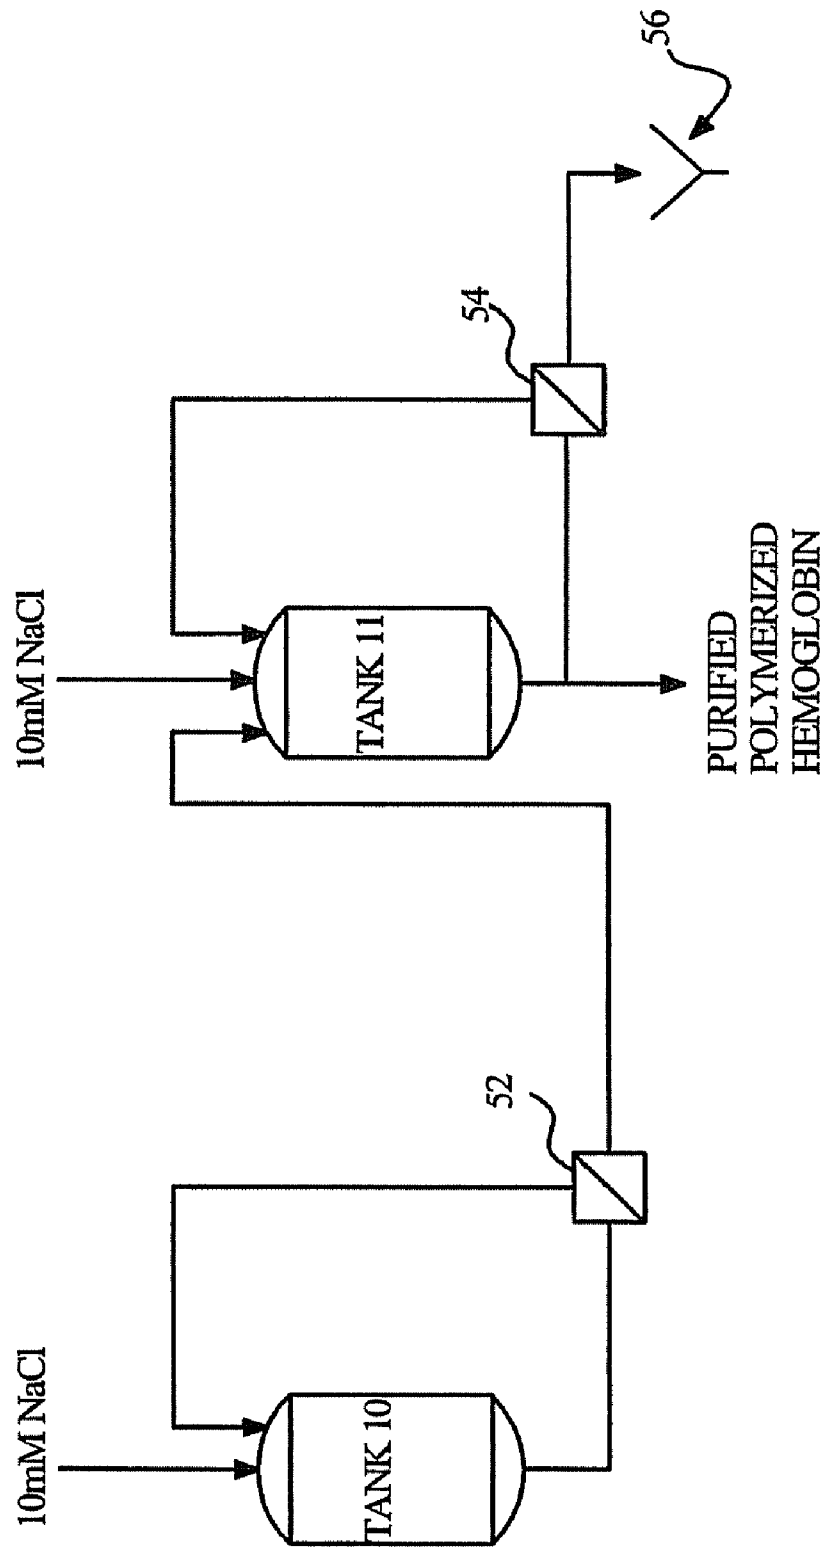 10mM NaCl
10mM NaCl
TANK 10
TANK 11
52
54
56
PURIFIED
POLYMERIZED
HEMOGLOBIN